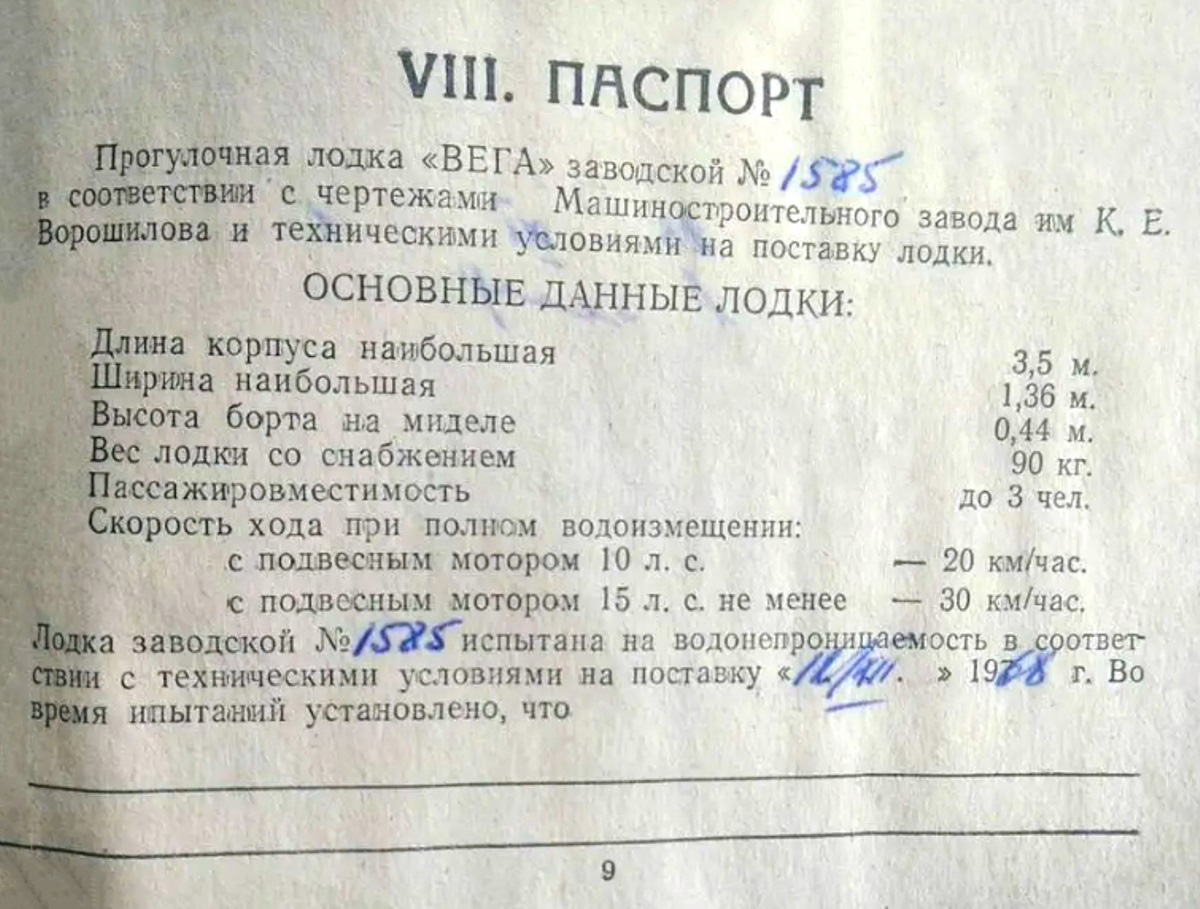 VIII. ПАСПОРТ
Прогулочная лодка «ВЕГА» заводской № 1585
в соответствии с чертежами Машиностроительного завода им К. Е.
Ворошилова и техническими условиями на поставку лодки.
ОСНОВНЫЕ ДАННЫЕ ЛОДКИ:
Длина корпуса наибольшая 3,5 м.
Ширина наибольшая 1,36 м.
Высота борта на миделе 0,44 м.
Вес лодки со снабжением 90 кг.
Пассажировместимость до 3 чел.
Скорость хода при полном водоизмещении:
с подвесным мотором 10 л. с. — 20 км/час.
с подвесным мотором 15 л. с. не менее — 30 км/час.
Лодка заводской № 1585 испытана на водонепроницаемость в соответ-
ствии с техническими условиями на поставку « » 19 г. Во
время ипытаний установлено, что
9